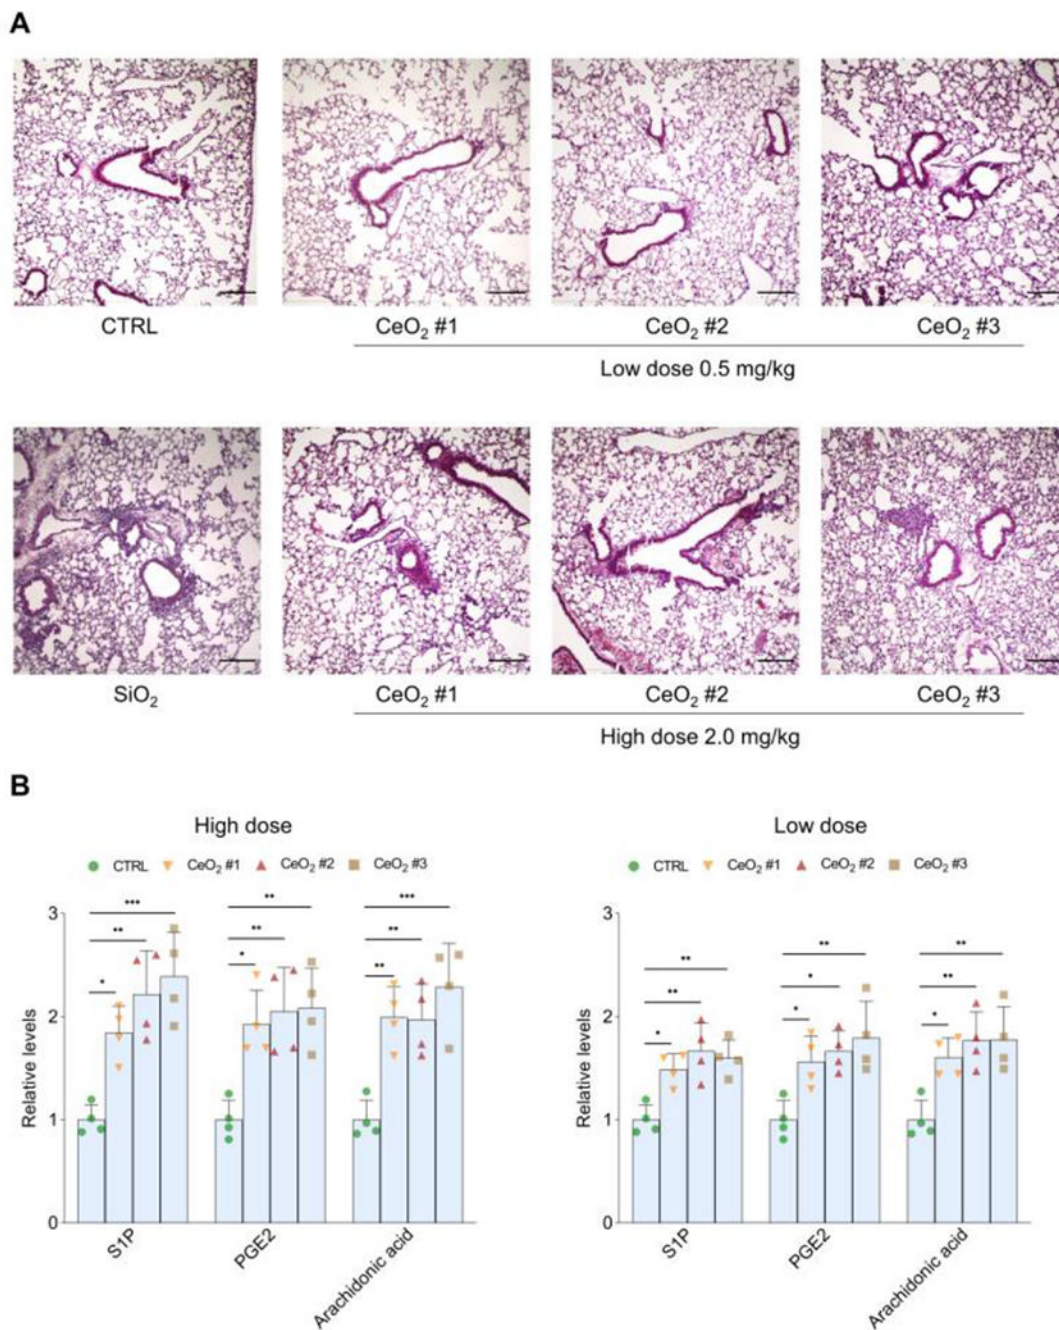 A
CTRL
CeO₂ #1
CeO₂ #2
CeO₂ #3
Low dose 0.5 mg/kg
SiO₂
CeO₂ #1
CeO₂ #2
CeO₂ #3
High dose 2.0 mg/kg
B
High dose
CTRL CeO₂ #1 CeO₂ #2 CeO₂ #3
Relative levels
3
2
1
0
***
**
*
**
**
*
***
**
**
S1P
PGE2
Arachidonic acid
Low dose
CTRL CeO₂ #1 CeO₂ #2 CeO₂ #3
Relative levels
3
2
1
0
**
**
*
**
*
*
**
**
*
S1P
PGE2
Arachidonic acid